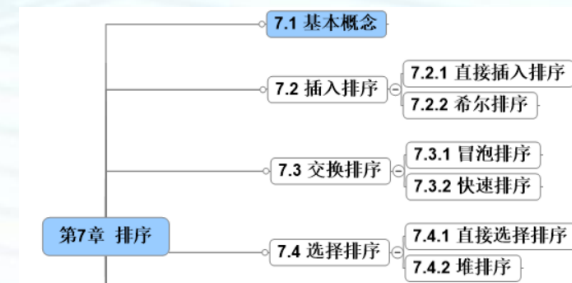 7.1 基本概念
7.2 插入排序
7.2.1 直接插入排序
7.2.2 希尔排序
7.3 交换排序
7.3.1 冒泡排序
7.3.2 快速排序
第7章 排序
7.4 选择排序
7.4.1 直接选择排序
7.4.2 堆排序